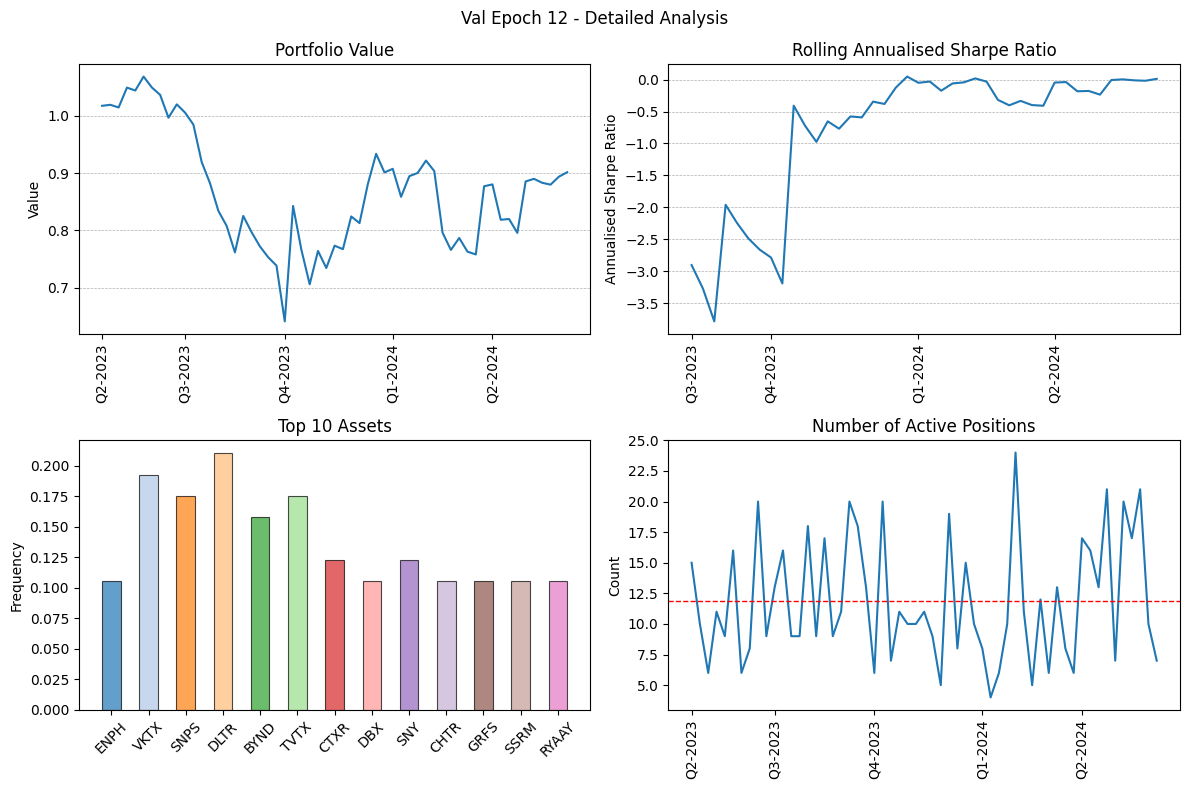 Val Epoch 12 - Detailed Analysis
Portfolio Value
Value
1.0
0.9
0.8
0.7
Q2-2023
Q3-2023
Q4-2023
Q1-2024
Q2-2024
Rolling Annualised Sharpe Ratio
Annualised Sharpe Ratio
0.0
−0.5
−1.0
−1.5
−2.0
−2.5
−3.0
−3.5
Q3-2023
Q4-2023
Q1-2024
Q2-2024
Top 10 Assets
Frequency
0.200
0.175
0.150
0.125
0.100
0.075
0.050
0.025
0.000
ENPH
VKTX
SNPS
DLTR
BYND
TVTX
CTXR
DBX
SNY
CHTR
GRFS
SSRM
RYAAY
Number of Active Positions
Count
25.0
22.5
20.0
17.5
15.0
12.5
10.0
7.5
5.0
Q2-2023
Q3-2023
Q4-2023
Q1-2024
Q2-2024